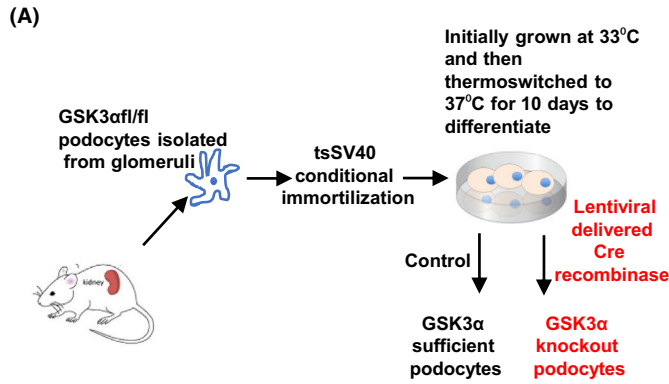 (A)
Initially grown at 33⁰C
and then
thermoswitched to
37⁰C for 10 days to
differentiate
GSK3αfl/fl
podocytes isolated
from glomeruli
tsSV40
conditional
immortilization
kidney
Lentiviral
delivered
Cre
recombinase
Control
GSK3α
sufficient
podocytes
GSK3α
knockout
podocytes